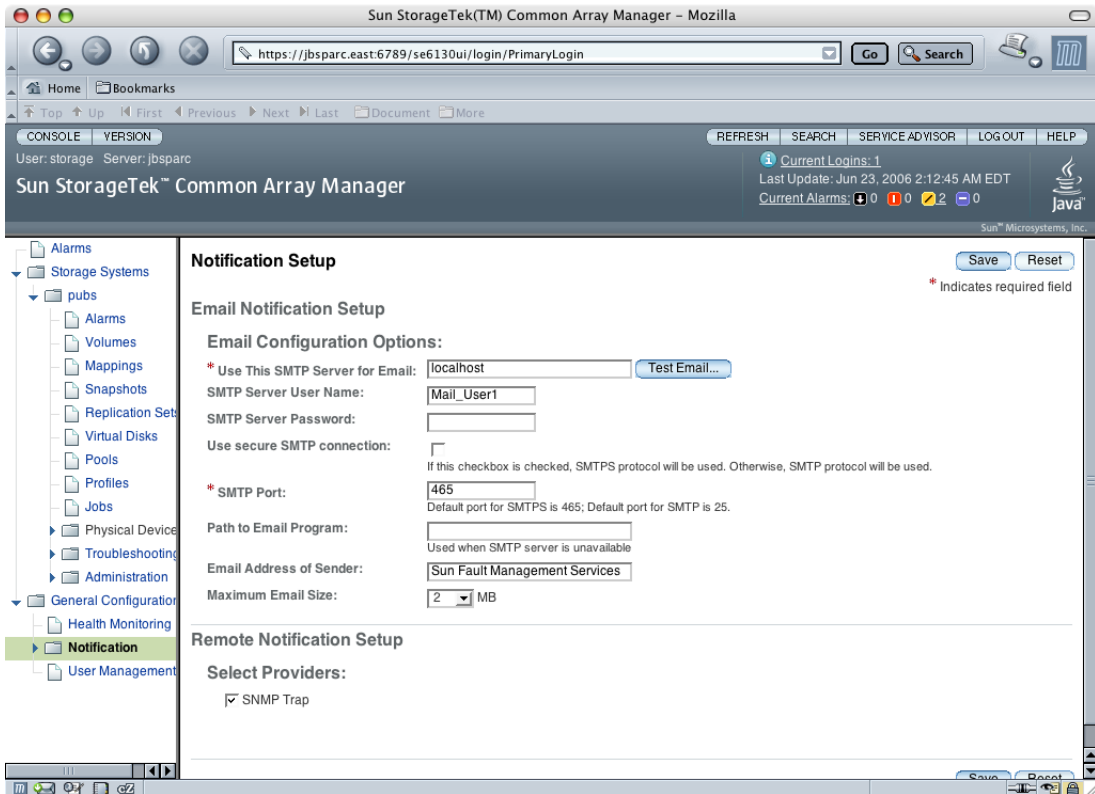 Sun StorageTek(TM) Common Array Manager – Mozilla
https://jbsparc.east:6789/se6130ui/login/PrimaryLogin
Go
Search
Home Bookmarks
Top Up First Previous Next Last Document More
CONSOLE VERSION
REFRESH SEARCH SERVICE ADVISOR LOG OUT HELP
User: storage Server: jbsparc
Current Logins: 1
Last Update: Jun 23, 2006 2:12:45 AM EDT
Sun StorageTek™ Common Array Manager
Current Alarms: 0 0 2 0
Java™
Sun™ Microsystems, Inc.
Alarms
Storage Systems
pubs
Alarms
Volumes
Mappings
Snapshots
Replication Sets
Virtual Disks
Pools
Profiles
Jobs
Physical Device
Troubleshooting
Administration
General Configuration
Health Monitoring
Notification
User Management
Notification Setup
Save Reset
* Indicates required field
Email Notification Setup
Email Configuration Options:
* Use This SMTP Server for Email: localhost Test Email...
SMTP Server User Name: Mail_User1
SMTP Server Password:
Use secure SMTP connection:
If this checkbox is checked, SMTPS protocol will be used. Otherwise, SMTP protocol will be used.
* SMTP Port: 465
Default port for SMTPS is 465; Default port for SMTP is 25.
Path to Email Program:
Used when SMTP server is unavailable
Email Address of Sender: Sun Fault Management Services
Maximum Email Size: 2 MB
Remote Notification Setup
Select Providers:
SNMP Trap
Save Reset